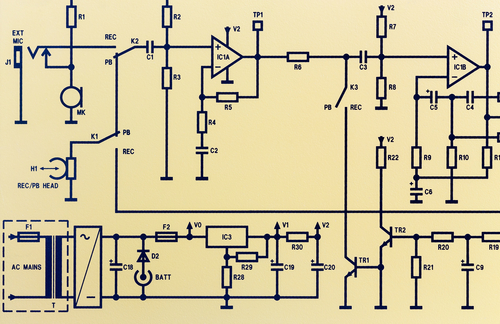 R1
R2
TP1
V2
R7
TP2
EXT
MIC
REC
K2
V2
J1
PB
C1
IC1A
R6
C3
IC1B
MK
R3
R5
K3
R8
C5
C4
PB
REC
K1
PB
R4
REC
C2
V2
H1
R22
R9
R10
R1
REC/PB HEAD
C6
F1
F2
V0
V1
V2
TR2
IC3
R30
R20
R19
AC MAINS
D2
R29
TR1
C18
BATT
R28
C19
C20
R21
C9
T